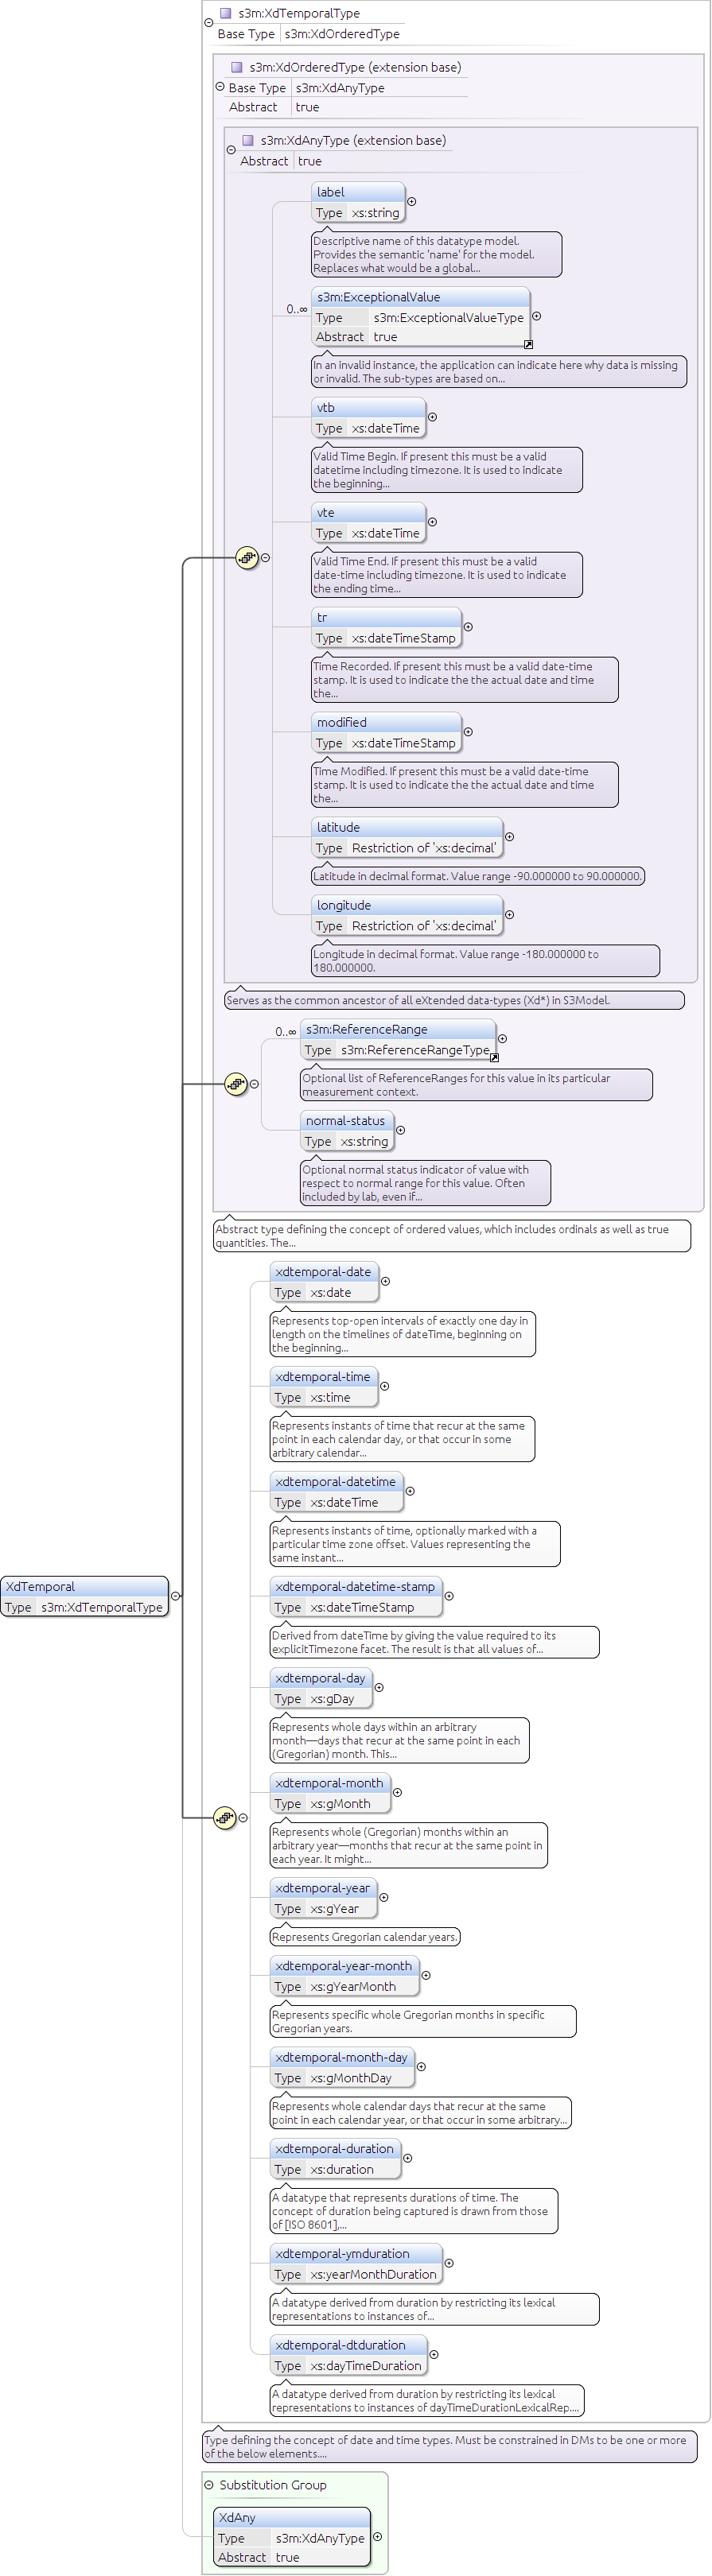 s3m:XdTemporalType
Base Type s3m:XdOrderedType
s3m:XdOrderedType (extension base)
Base Type s3m:XdAnyType
Abstract true
s3m:XdAnyType (extension base)
Abstract true
label
Type xs:string
Descriptive name of this datatype model.
Provides the semantic 'name' for the model.
Replaces what would be a global...
0..∞
s3m:ExceptionalValue
Type s3m:ExceptionalValueType
Abstract true
In an invalid instance, the application can indicate here why data is missing
or invalid. The sub-types are based on...
vtb
Type xs:dateTime
Valid Time Begin. If present this must be a valid
datetime including timezone. It is used to indicate
the beginning...
vte
Type xs:dateTime
Valid Time End. If present this must be a valid
date-time including timezone. It is used to indicate
the ending time...
tr
Type xs:dateTimeStamp
Time Recorded. If present this must be a valid date-time
stamp. It is used to indicate the the actual date and time
the...
modified
Type xs:dateTimeStamp
Time Modified. If present this must be a valid date-time
stamp. It is used to indicate the the actual date and time
the...
latitude
Type Restriction of 'xs:decimal'
Latitude in decimal format. Value range -90.000000 to 90.000000.
longitude
Type Restriction of 'xs:decimal'
Longitude in decimal format. Value range -180.000000 to
180.000000.
Serves as the common ancestor of all eXtended data-types (Xd*) in S3Model.
0..∞
s3m:ReferenceRange
Type s3m:ReferenceRangeType
Optional list of ReferenceRanges for this value in its particular
measurement context.
normal-status
Type xs:string
Optional normal status indicator of value with
respect to normal range for this value. Often
included by lab, even if...
Abstract type defining the concept of ordered values, which includes ordinals as well as true
quantities. The...
xdtemporal-date
Type xs:date
Represents top-open intervals of exactly one day in
length on the timelines of dateTime, beginning on
the beginning...
xdtemporal-time
Type xs:time
Represents instants of time that recur at the same
point in each calendar day, or that occur in some
arbitrary calendar...
xdtemporal-datetime
Type xs:dateTime
Represents instants of time, optionally marked with a
particular time zone offset. Values representing the
same instant...
XdTemporal
Type s3m:XdTemporalType
xdtemporal-datetime-stamp
Type xs:dateTimeStamp
Derived from dateTime by giving the value required to its
explicitTimezone facet. The result is that all values of...
xdtemporal-day
Type xs:gDay
Represents whole days within an arbitrary
month—days that recur at the same point in each
(Gregorian) month. This...
xdtemporal-month
Type xs:gMonth
Represents whole (Gregorian) months within an
arbitrary year—months that recur at the same point in
each year. It might...
xdtemporal-year
Type xs:gYear
Represents Gregorian calendar years.
xdtemporal-year-month
Type xs:gYearMonth
Represents specific whole Gregorian months in specific
Gregorian years.
xdtemporal-month-day
Type xs:gMonthDay
Represents whole calendar days that recur at the same
point in each calendar year, or that occur in some arbitrary...
xdtemporal-duration
Type xs:duration
A datatype that represents durations of time. The
concept of duration being captured is drawn from those
of [ISO 8601],...
xdtemporal-ymduration
Type xs:yearMonthDuration
A datatype derived from duration by restricting its lexical
representations to instances of...
xdtemporal-dtduration
Type xs:dayTimeDuration
A datatype derived from duration by restricting its lexical
representations to instances of dayTimeDurationLexicalRep....
Type defining the concept of date and time types. Must be constrained in DMs to be one or more
of the below elements....
Substitution Group
XdAny
Type s3m:XdAnyType
Abstract true